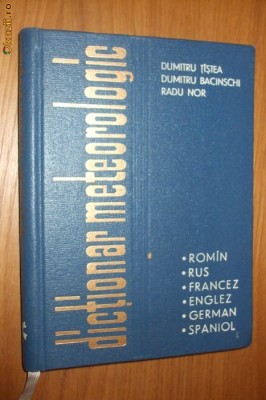 dicționar meteorologic
DUMITRU ȚÎȘTEA
DUMITRU BACINSCHI
RADU NOR
• ROMÎN
• RUS
• FRANCEZ
• ENGLEZ
• GERMAN
• SPANIOL